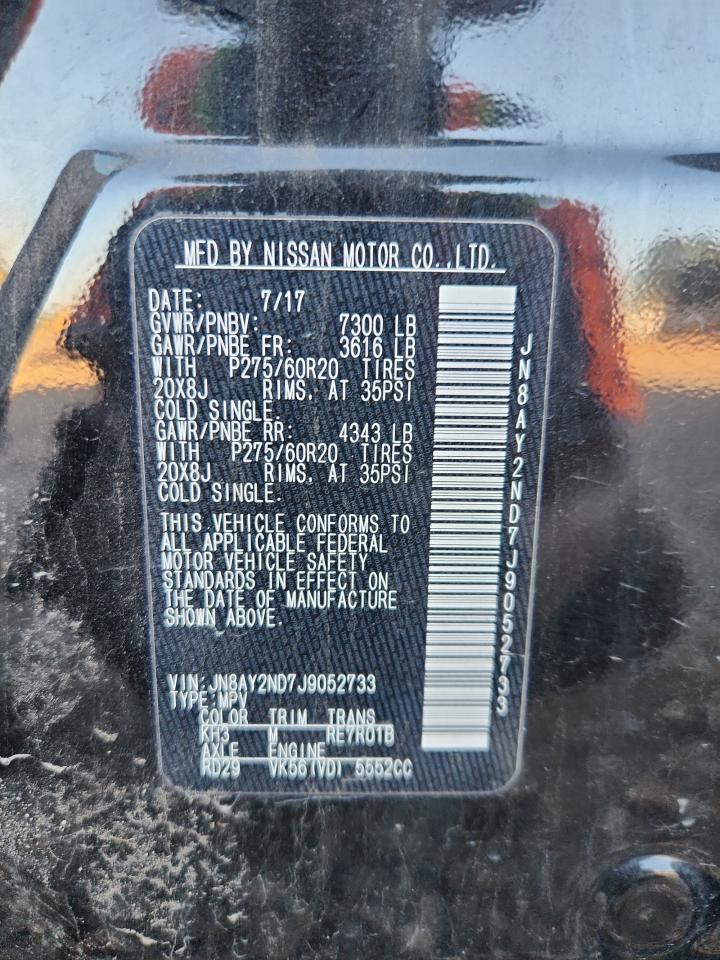 MFD BY NISSAN MOTOR CO.,LTD.
DATE: 7/17
GVWR/PNBV: 7300 LB
GAWR/PNBE FR: 3616 LB
WITH P275/60R20 TIRES
20X8J RIMS, AT 35PSI
COLD SINGLE.
GAWR/PNBE RR: 4343 LB
WITH P275/60R20 TIRES
20X8J RIMS, AT 35PSI
COLD SINGLE.
THIS VEHICLE CONFORMS TO
ALL APPLICABLE FEDERAL
MOTOR VEHICLE SAFETY
STANDARDS IN EFFECT ON
THE DATE OF MANUFACTURE
SHOWN ABOVE.
VIN:JN8AY2ND7J9052733
TYPE:MPV
COLOR TRIM TRANS
KH3 M RE7R01B
AXLE ENGINE
RD29 VK56(VD) 5552CC
JN8AY2ND7J9052733